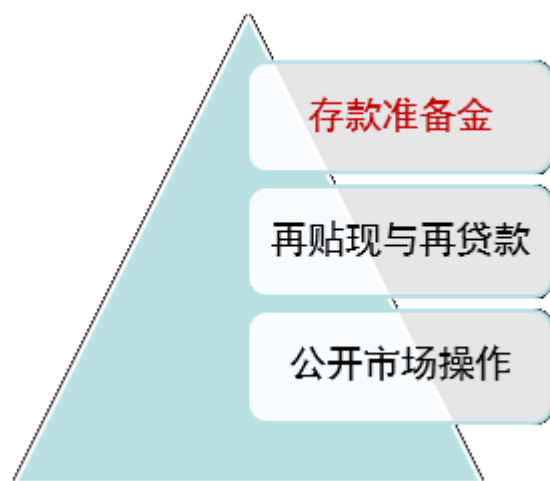 存款准备金
再贴现与再贷款
公开市场操作